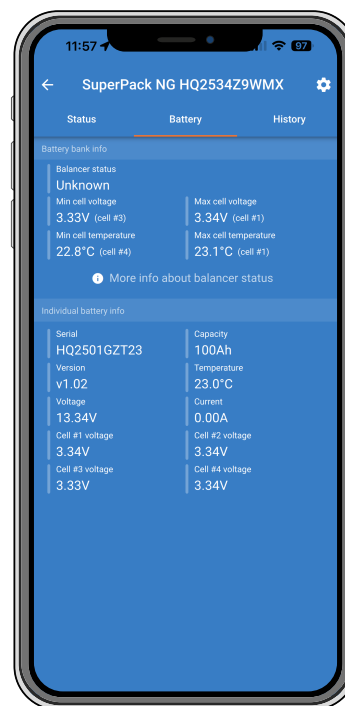 11:57
97
SuperPack NG HQ2534Z9WMX
Status Battery History
Battery bank info
Balancer status
Unknown
Min cell voltage Max cell voltage
3.33V (cell #3) 3.34V (cell #1)
Min cell temperature Max cell temperature
22.8°C (cell #4) 23.1°C (cell #1)
More info about balancer status
Individual battery info
Serial Capacity
HQ2501GZT23 100Ah
Version Temperature
v1.02 23.0°C
Voltage Current
13.34V 0.00A
Cell #1 voltage Cell #2 voltage
3.34V 3.34V
Cell #3 voltage Cell #4 voltage
3.33V 3.34V